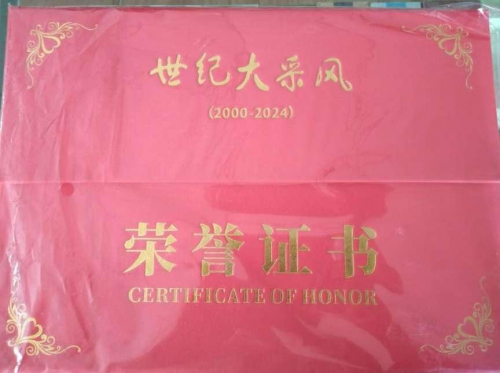 世纪大采风
(2000-2024)
荣誉证书
CERTIFICATE OF HONOR